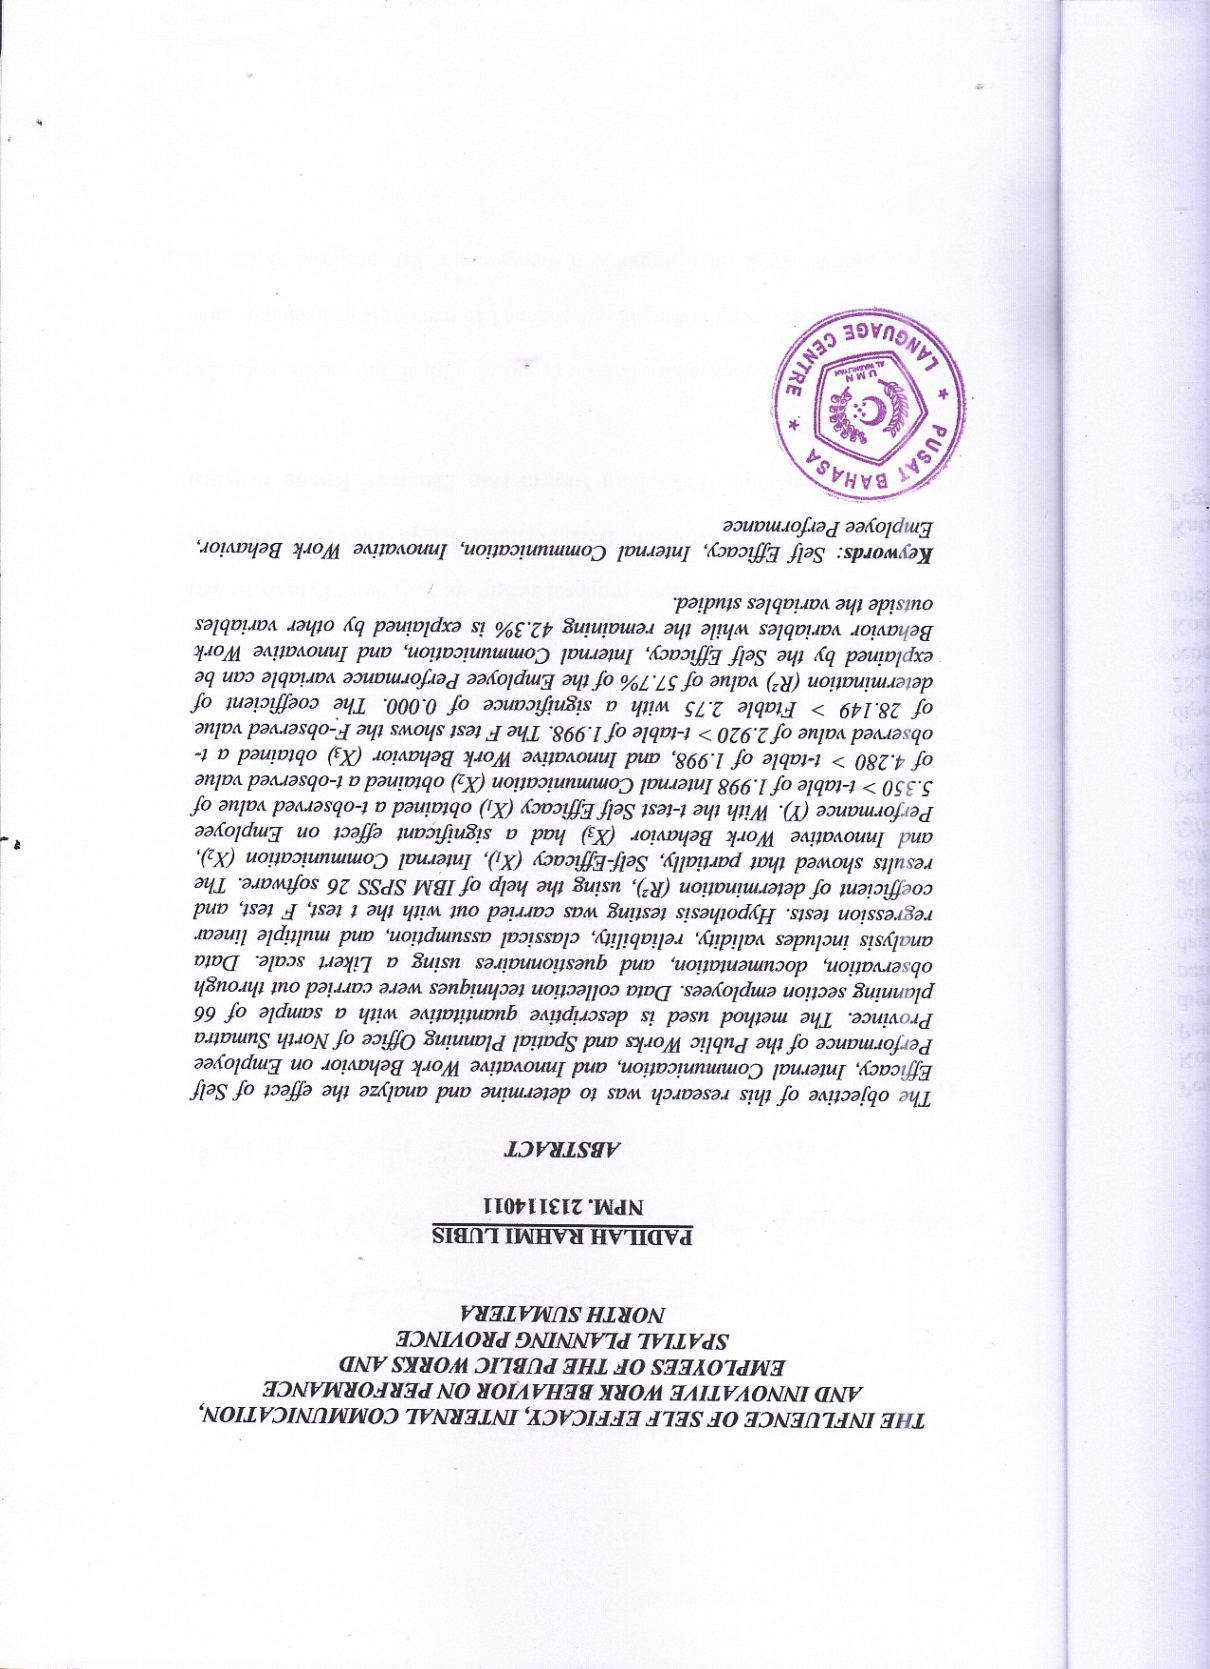 THE INFLUENCE OF SELF EFFICACY, INTERNAL COMMUNICATION,
AND INNOVATIVE WORK BEHAVIOR ON PERFORMANCE
EMPLOYEES OF THE PUBLIC WORKS AND
SPATIAL PLANNING PROVINCE
NORTH SUMATERA
PADILAH RAHMI LUBIS
NPM. 213114011
ABSTRACT
The objective of this research was to determine and analyze the effect of Self
Efficacy, Internal Communication, and Innovative Work Behavior on Employee
Performance of the Public Works and Spatial Planning Office of North Sumatra
Province. The method used is descriptive quantitative with a sample of 66
planning section employees. Data collection techniques were carried out through
observation, documentation, and questionnaires using a Likert scale. Data
analysis includes validity, reliability, classical assumption, and multiple linear
regression tests. Hypothesis testing was carried out with the t test, F test, and
coefficient of determination (R²), using the help of IBM SPSS 26 software. The
results showed that partially, Self-Efficacy (X₁), Internal Communication (X₂),
and Innovative Work Behavior (X₃) had a significant effect on Employee
Performance (Y). With the t-test Self Efficacy (X₁) obtained a t-observed value of
5.350 > t-table of 1.998 Internal Communication (X₂) obtained a t-observed value
of 4.280 > t-table of 1.998, and Innovative Work Behavior (X₃) obtained a t-
observed value of 2.920 > t-table of 1.998. The F test shows the F-observed value
of 28.149 > Ftable 2.75 with a significance of 0.000. The coefficient of
determination (R²) value of 57.7% of the Employee Performance variable can be
explained by the Self Efficacy, Internal Communication, and Innovative Work
Behavior variables while the remaining 42.3% is explained by other variables
outside the variables studied.
Keywords: Self Efficacy, Internal Communication, Innovative Work Behavior,
Employee Performance
PUSAT BAHASA
UMN
AL WASHLIYAH
LANGUAGE CENTRE